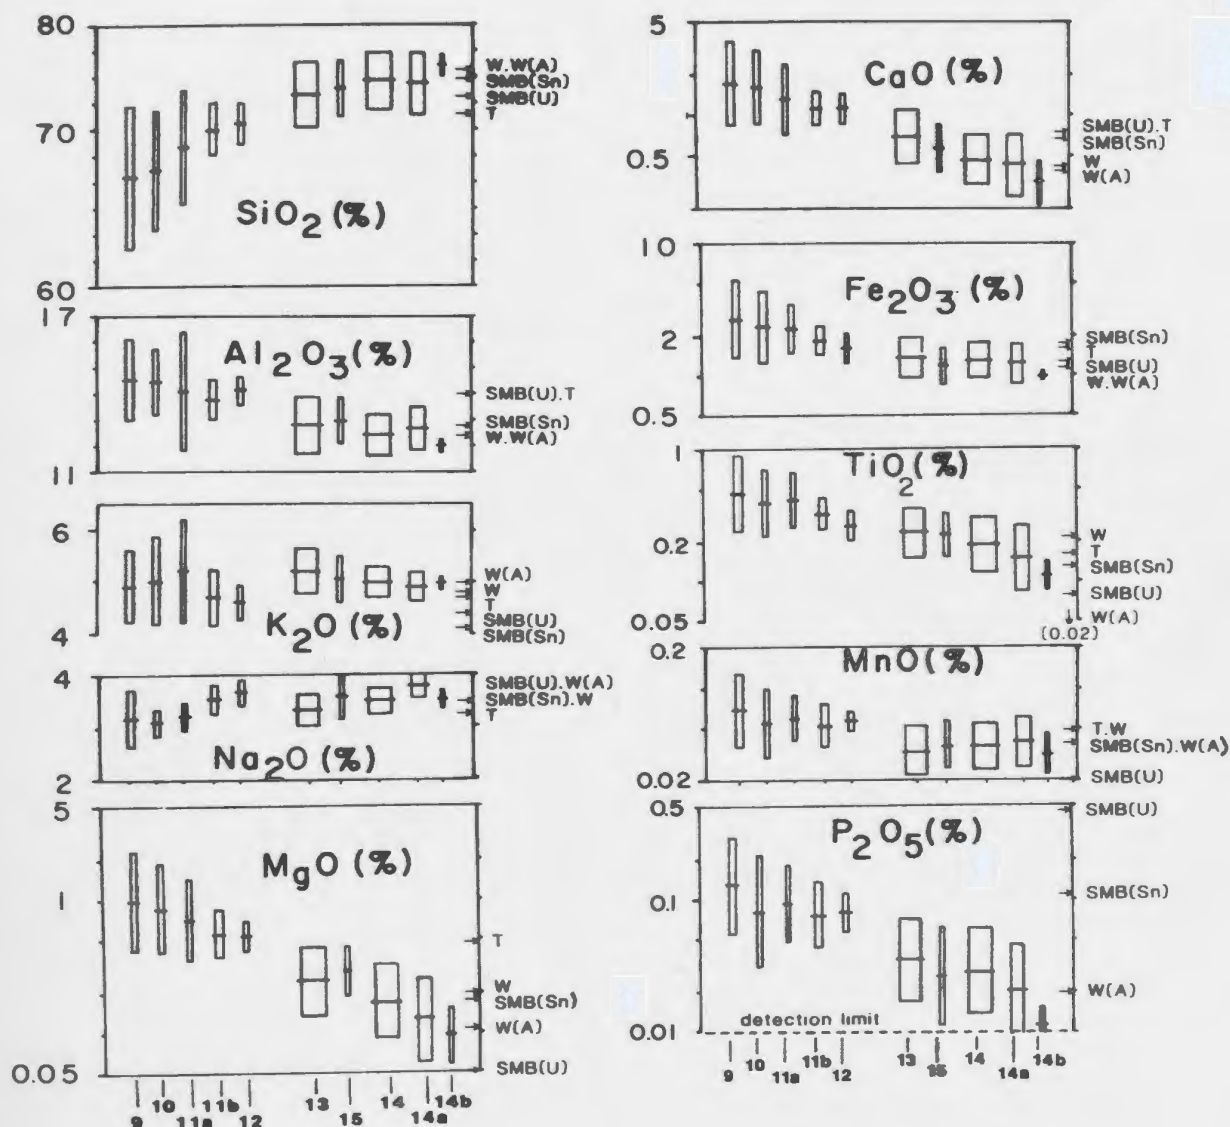 80
70
60
SiO2 (%)
W.W(A)
SMB(Sn)
SMB(U)
T
17
11
Al2O3 (%)
SMB(U).T
SMB(Sn)
W.W(A)
6
4
K2O (%)
W(A)
W
T
SMB(U)
SMB(Sn)
4
2
Na2O (%)
SMB(U).W(A)
SMB(Sn).W
T
5
1
0.05
MgO (%)
T
W
SMB(Sn)
W(A)
SMB(U)
9 10 11a 11b 12 13 15 14 14a 14b
5
0.5
CaO (%)
SMB(U).T
SMB(Sn)
W
W(A)
10
2
0.5
Fe2O3 (%)
SMB(Sn)
T
SMB(U)
W.W(A)
1
0.2
0.05
TiO2 (%)
W
T
SMB(Sn)
SMB(U)
W(A)
(0.02)
0.2
0.02
MnO (%)
T.W
SMB(Sn).W(A)
SMB(U)
0.5
0.1
0.01
P2O5 (%)
SMB(U)
SMB(Sn)
W(A)
detection limit
9 10 11a 11b 12 13 15 14 14a 14b